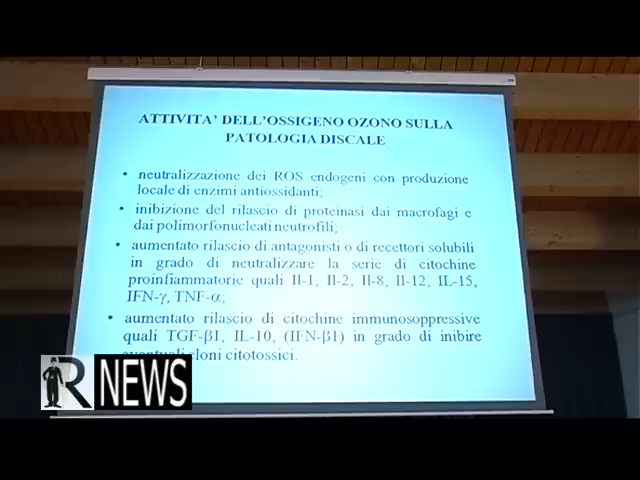 ATTIVITA' DELL'OSSIGENO OZONO SULLA
PATOLOGIA DISCALE
• neutralizzazione dei ROS endogeni con produzione
locale di enzimi antiossidanti;
• inibizione del rilascio di proteinasi dai macrofagi e
dai polimorfonucleati neutrofili;
• aumentato rilascio di antagonisti o di recettori solubili
in grado di neutralizzare la serie di citochine
proinfiammatorie quali Il-1, Il-2, Il-8, Il-12, IL-15,
IFN-γ, TNF-α;
• aumentato rilascio di citochine immunosoppressive
quali TGF-β1, IL-10, (IFN-β1) in grado di inibire
eventuali cloni citotossici.
R NEWS